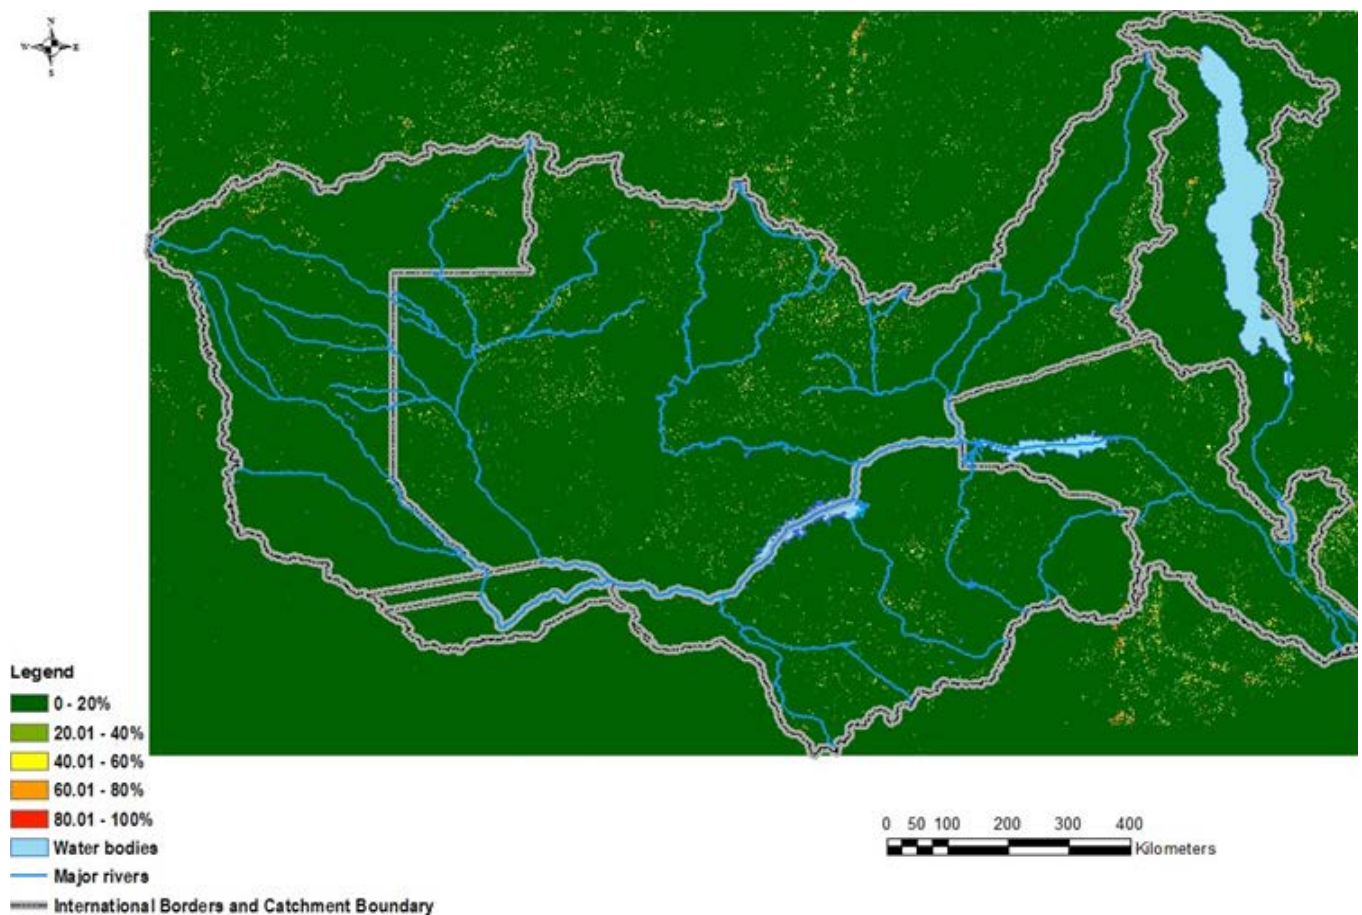 N
W E
S
Legend
0 - 20%
20.01 - 40%
40.01 - 60%
60.01 - 80%
80.01 - 100%
Water bodies
Major rivers
International Borders and Catchment Boundary
0 50 100 200 300 400
Kilometers